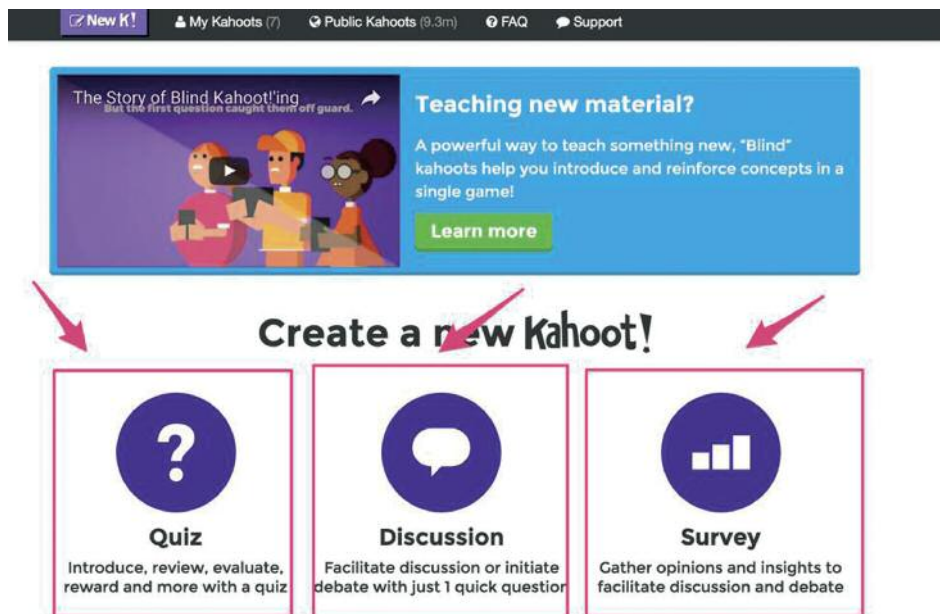 New K!
My Kahoots (7)
Public Kahoots (9.3m)
FAQ
Support
The Story of Blind Kahoot!'ing
But the first question caught them off guard.
Teaching new material?
A powerful way to teach something new, "Blind"
kahoots help you introduce and reinforce concepts in a
single game!
Learn more
Create a new Kahoot!
?
Quiz
Introduce, review, evaluate,
reward and more with a quiz
Discussion
Facilitate discussion or initiate
debate with just 1 quick question
Survey
Gather opinions and insights to
facilitate discussion and debate